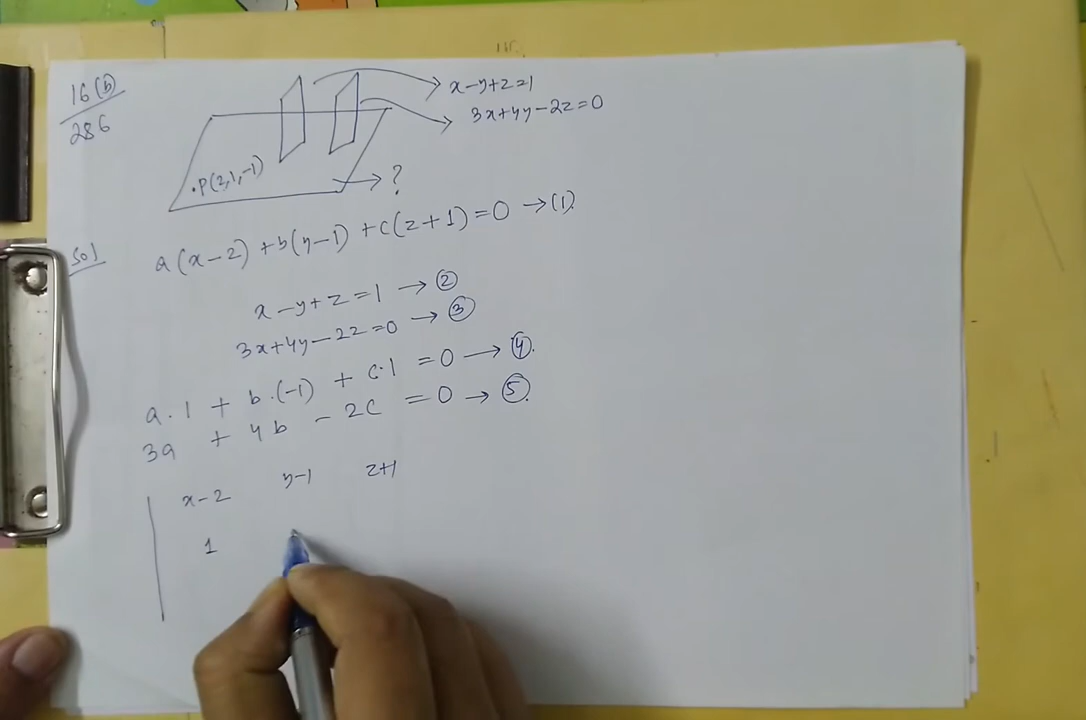 16(b)
286
x-y+z=1
3x+4y-2z=0
.P(2,1,-1)
→ ?
Sol
a(x-2) +b(y-1) +c(z+1)=0 →(1).
x-y+z=1 → ②
3x+4y-2z=0 → ③
a.1 + b.(-1) + c.1 =0 → ④.
3a + 4b - 2c =0 → ⑤.
x-2 y-1 z+1
1